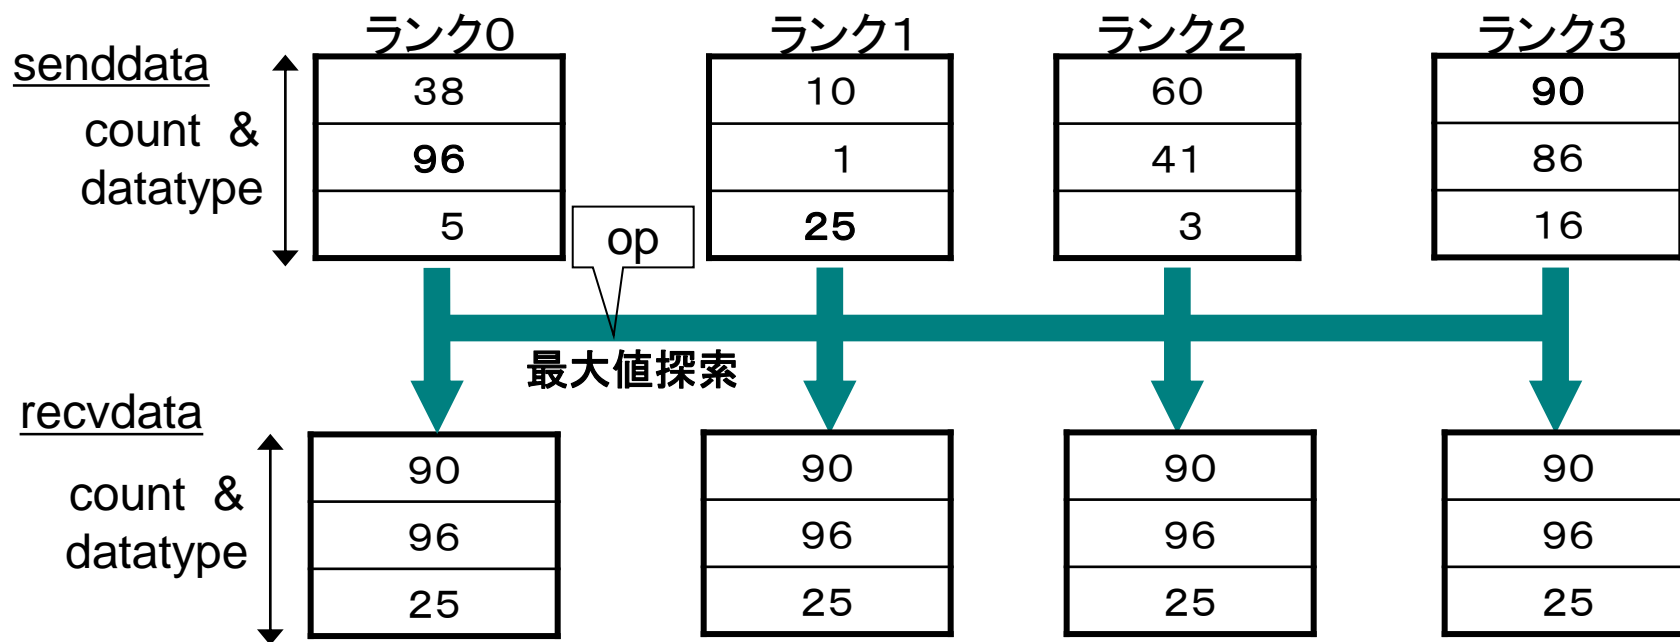 ランク0 ランク1 ランク2 ランク3
senddata
count &
datatype
38 10 60 90
96 1 41 86
5 25 3 16
op
最大値探索
recvdata
count &
datatype
90 90 90 90
96 96 96 96
25 25 25 25